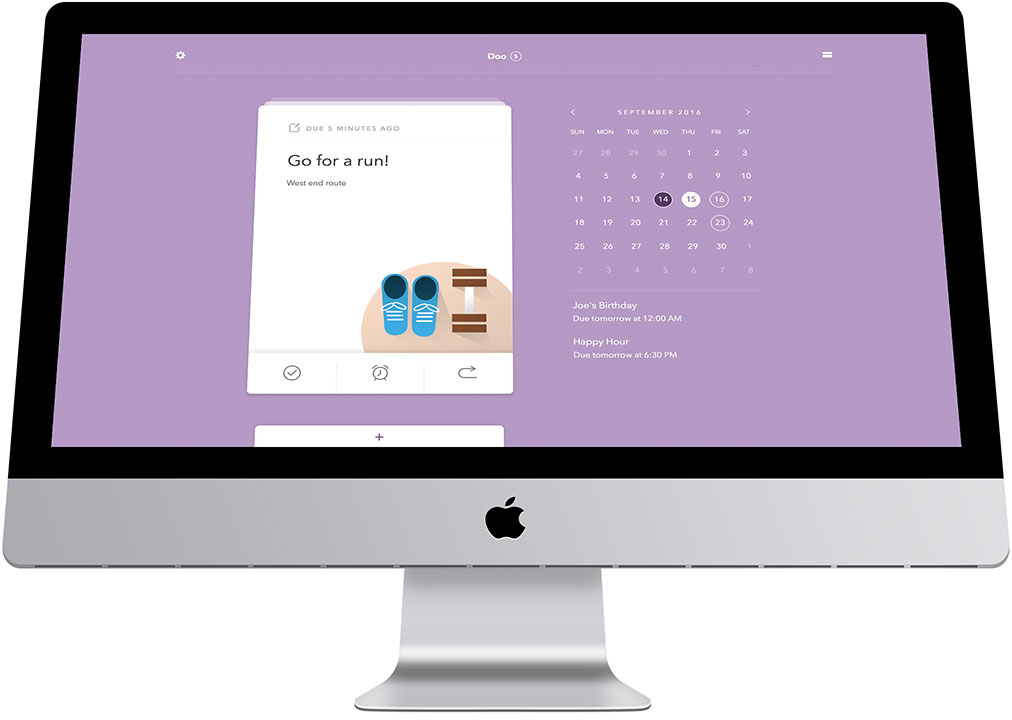 Doo 5
DUE 5 MINUTES AGO
Go for a run!
West end route
+
SEPTEMBER 2016
SUN MON TUE WED THU FRI SAT
27 28 29 30 1 2 3
4 5 6 7 8 9 10
11 12 13 14 15 16 17
18 19 20 21 22 23 24
25 26 27 28 29 30 1
2 3 4 5 6 7 8
Joe's Birthday
Due tomorrow at 12:00 AM
Happy Hour
Due tomorrow at 6:30 PM